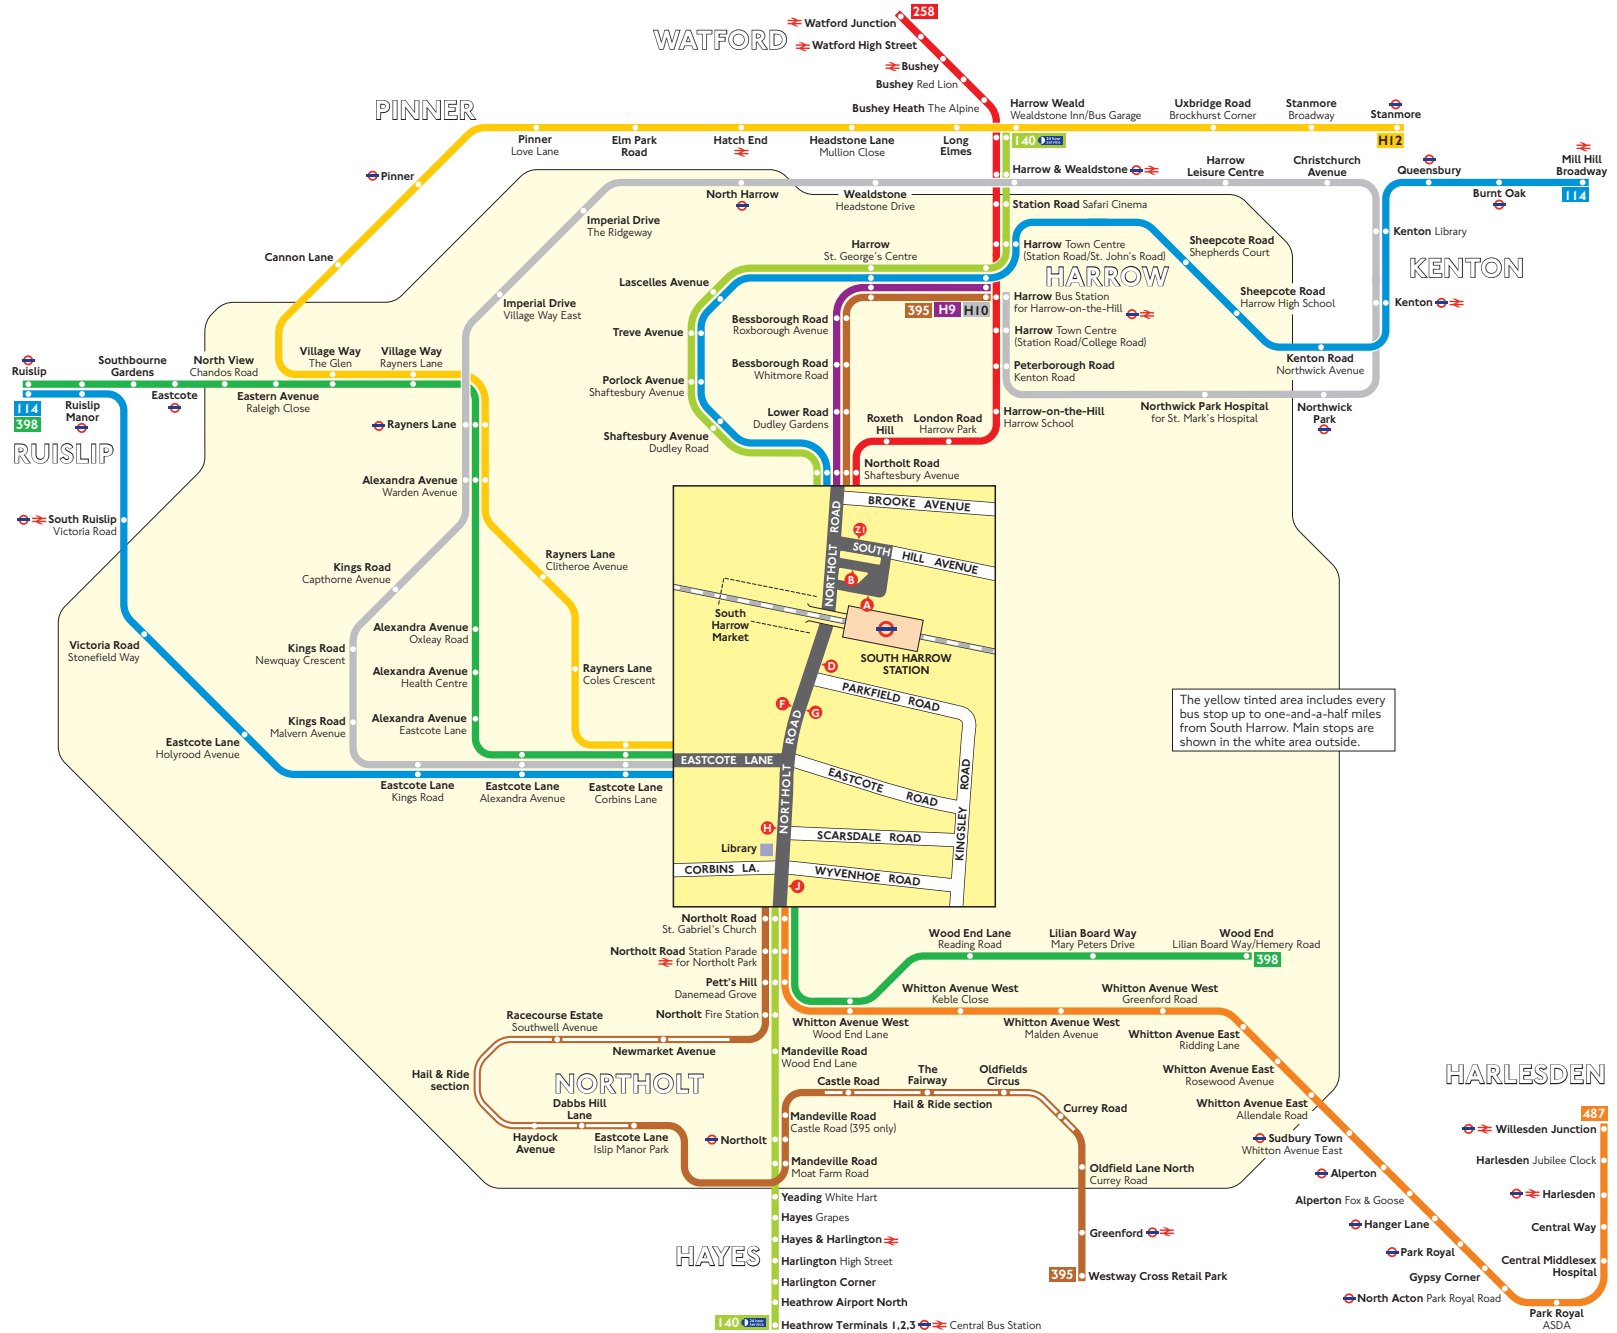 258
Watford Junction
WATFORD
Watford High Street
Bushey
Bushey Red Lion
Bushey Heath The Alpine
PINNER
Harrow Weald
Wealdstone Inn/Bus Garage
Uxbridge Road
Brockhurst Corner
Stanmore
Broadway
Stanmore
H12
Pinner
Love Lane
Elm Park
Road
Hatch End
Headstone Lane
Mullion Close
Long
Elmes
140 24 hour service
Mill Hill
Broadway
114
Queensbury
Burnt Oak
Pinner
Harrow & Wealdstone
Harrow
Leisure Centre
Christchurch
Avenue
North Harrow
Wealdstone
Headstone Drive
Station Road Safari Cinema
Imperial Drive
The Ridgeway
Kenton Library
KENTON
Harrow
St. George's Centre
Harrow Town Centre
(Station Road/St. John's Road)
HARROW
Sheepcote Road
Shepherds Court
Cannon Lane
Lascelles Avenue
Imperial Drive
Village Way East
Sheepcote Road
Harrow High School
Kenton
395
H9
H10
Harrow Bus Station
for Harrow-on-the-Hill
Bessborough Road
Roxborough Avenue
Treve Avenue
Harrow Town Centre
(Station Road/College Road)
Kenton Road
Northwick Avenue
Ruislip
Southbourne
Gardens
North View
Chandos Road
Village Way
The Glen
Village Way
Rayners Lane
Bessborough Road
Whitmore Road
Peterborough Road
Kenton Road
Porlock Avenue
Shaftesbury Avenue
114
398
Ruislip
Manor
Eastcote
Eastern Avenue
Raleigh Close
Northwick Park Hospital
for St. Mark's Hospital
Northwick
Park
Lower Road
Dudley Gardens
Roxeth
Hill
London Road
Harrow Park
Harrow-on-the-Hill
Harrow School
Rayners Lane
RUISLIP
Shaftesbury Avenue
Dudley Road
Northolt Road
Shaftesbury Avenue
Alexandra Avenue
Warden Avenue
South Ruislip
Victoria Road
BROOKE AVENUE
NORTHOLT ROAD
Z1
SOUTH HILL AVENUE
B
A
Rayners Lane
Clitheroe Avenue
Kings Road
Capthorne Avenue
South
Harrow
Market
SOUTH HARROW
STATION
Alexandra Avenue
Oxleay Road
Victoria Road
Stonefield Way
Kings Road
Newquay Crescent
Alexandra Avenue
Health Centre
Rayners Lane
Coles Crescent
D
PARKFIELD ROAD
F
G
The yellow tinted area includes every
bus stop up to one-and-a-half miles
from South Harrow. Main stops are
shown in the white area outside.
Kings Road
Malvern Avenue
Alexandra Avenue
Eastcote Lane
Eastcote Lane
Holyrood Avenue
EASTCOTE LANE
NORTHOLT ROAD
EASTCOTE ROAD
KINGSLEY ROAD
Eastcote Lane
Kings Road
Eastcote Lane
Alexandra Avenue
Eastcote Lane
Corbins Lane
H
SCARSDALE ROAD
Library
CORBINS LA.
WYVENHOE ROAD
J
Northolt Road
St. Gabriel's Church
Northolt Road Station Parade
for Northolt Park
Pett's Hill
Danemead Grove
Northolt Fire Station
Wood End Lane
Reading Road
Lilian Board Way
Mary Peters Drive
Wood End
Lilian Board Way/Hemery Road
398
Whitton Avenue West
Keble Close
Whitton Avenue West
Greenford Road
Whitton Avenue West
Wood End Lane
Whitton Avenue West
Malden Avenue
Whitton Avenue East
Ridding Lane
Racecourse Estate
Southwell Avenue
Newmarket Avenue
Mandeville Road
Wood End Lane
Whitton Avenue East
Rosewood Avenue
Hail & Ride
section
NORTHOLT
Castle Road
The
Fairway
Oldfields
Circus
Hail & Ride section
HARLESDEN
Whitton Avenue East
Allendale Road
Dabbs Hill
Lane
Mandeville Road
Castle Road (395 only)
Currey Road
487
Haydock
Avenue
Eastcote Lane
Islip Manor Park
Northolt
Sudbury Town
Whitton Avenue East
Willesden Junction
Mandeville Road
Moat Farm Road
Oldfield Lane North
Currey Road
Alperton
Harlesden Jubilee Clock
Yeading White Hart
Alperton Fox & Goose
Harlesden
Hayes Grapes
Hanger Lane
Central Way
Hayes & Harlington
HAYES
Greenford
Park Royal
Harlington High Street
Central Middlesex
Hospital
Harlington Corner
395
Westway Cross Retail Park
Gypsy Corner
Heathrow Airport North
North Acton Park Royal Road
Park Royal
ASDA
140 24 hour service
Heathrow Terminals 1,2,3 Central Bus Station